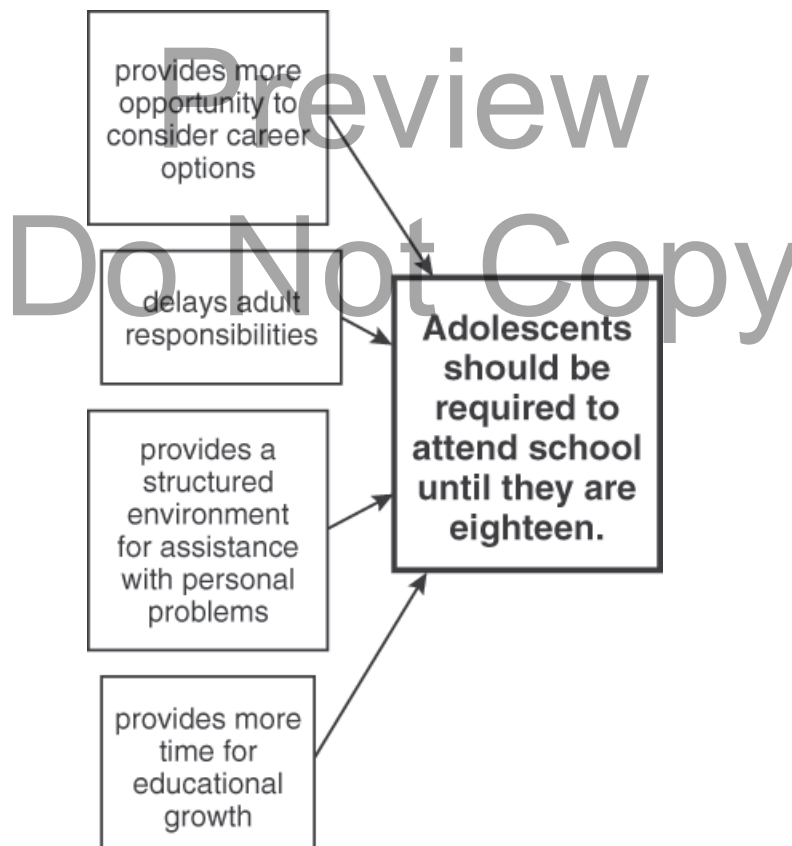 Preview
Do Not Copy
provides more
opportunity to
consider career
options
delays adult
responsibilities
provides a
structured
environment
for assistance
with personal
problems
provides more
time for
educational
growth
Adolescents
should be
required to
attend school
until they are
eighteen.